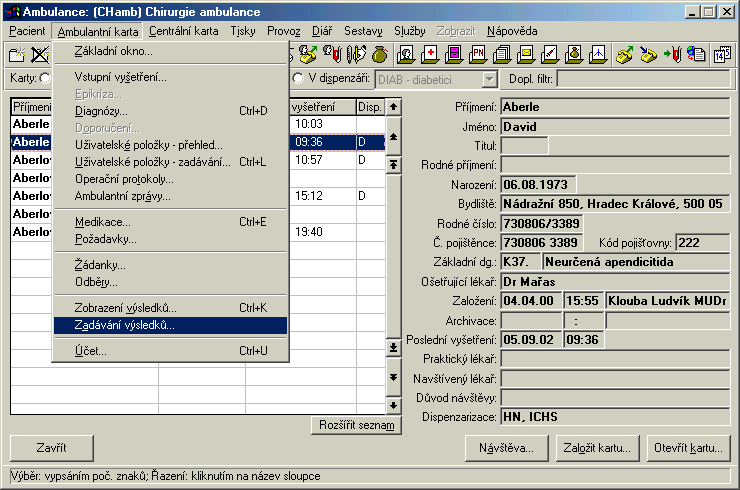 Ambulance: (CHamb) Chirurgie ambulance
Pacient Ambulantní karta Centrální karta Tisky Provoz Diář Sestavy Služby Zobrazit Nápověda
Karty: V dispenzáři: DIAB - diabetici Dopl. filtr:
Základní okno...
Vstupní vyšetření...
Epikríza...
Diagnózy... Ctrl+D
Doporučení...
Uživatelské položky - přehled...
Uživatelské položky - zadávání... Ctrl+L
Operační protokoly...
Ambulantní zprávy...
Medikace... Ctrl+E
Požadavky...
Žádanky...
Odběry...
Zobrazení výsledků... Ctrl+K
Zadávání výsledků...
Účet... Ctrl+U
Příjmení vyšetření Disp.
Aberle 10:03
Aberle 09:36 D
Aberlov 10:57 D
Aberlov
Aberlov 15:12 D
Aberlov
Aberlov 19:40
Rozšířit seznam
Příjmení: Aberle
Jméno: David
Titul:
Rodné příjmení:
Narození: 06.08.1973
Bydliště: Nádražní 850, Hradec Králové, 500 05
Rodné číslo: 730806/3389
Č. pojištěnce: 730806 3389 Kód pojišťovny: 222
Základní dg.: K37. Neurčená apendicitida
Ošetřující lékař: Dr Mařas
Založení: 04.04.00 15:55 Klouba Ludvík MUDr
Archivace: :
Poslední vyšetření: 05.09.02 09:36
Praktický lékař:
Navštívený lékař:
Důvod návštěvy:
Dispenzarizace: HN, ICHS
Zavřít Návštěva... Založit kartu... Otevřít kartu...
Výběr: vypsáním poč. znaků; Řazení: kliknutím na název sloupce